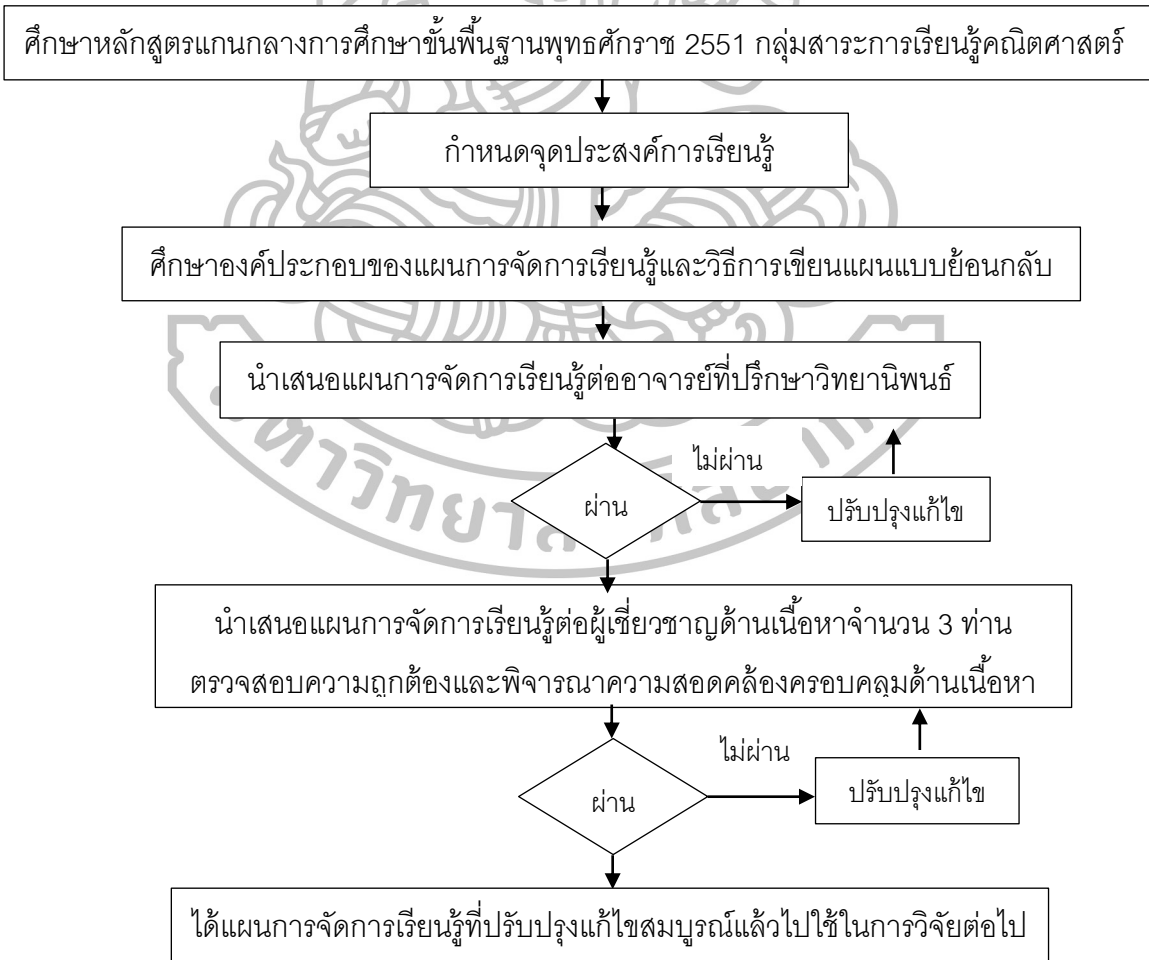 ศึกษาหลักสูตรแกนกลางการศึกษาขั้นพื้นฐานพุทธศักราช 2551 กลุ่มสาระการเรียนรู้คณิตศาสตร์
กำหนดจุดประสงค์การเรียนรู้
ศึกษาองค์ประกอบของแผนการจัดการเรียนรู้และวิธีการเขียนแผนแบบย้อนกลับ
นำเสนอแผนการจัดการเรียนรู้ต่ออาจารย์ที่ปรึกษาวิทยานิพนธ์
ไม่ผ่าน
ผ่าน
ปรับปรุงแก้ไข
นำเสนอแผนการจัดการเรียนรู้ต่อผู้เชี่ยวชาญด้านเนื้อหาจำนวน 3 ท่าน
ตรวจสอบความถูกต้องและพิจารณาความสอดคล้องครอบคลุมด้านเนื้อหา
ไม่ผ่าน
ผ่าน
ปรับปรุงแก้ไข
ได้แผนการจัดการเรียนรู้ที่ปรับปรุงแก้ไขสมบูรณ์แล้วไปใช้ในการวิจัยต่อไป